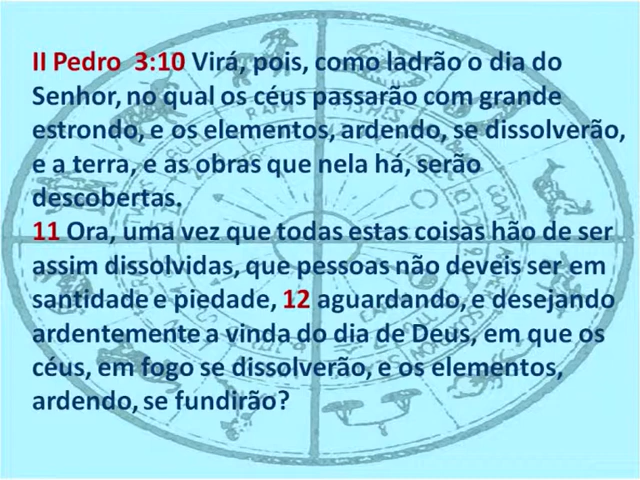 II Pedro 3:10 Virá, pois, como ladrão o dia do
Senhor, no qual os céus passarão com grande
estrondo, e os elementos, ardendo, se dissolverão,
e a terra, e as obras que nela há, serão
descobertas.
11 Ora, uma vez que todas estas coisas hão de ser
assim dissolvidas, que pessoas não deveis ser em
santidade e piedade, 12 aguardando, e desejando
ardentemente a vinda do dia de Deus, em que os
céus, em fogo se dissolverão, e os elementos,
ardendo, se fundirão?